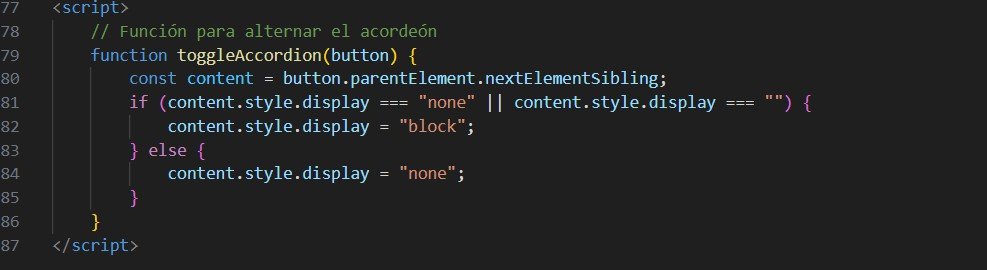 77 <script>
78 // Función para alternar el acordeón
79 function toggleAccordion(button) {
80 const content = button.parentElement.nextElementSibling;
81 if (content.style.display === "none" || content.style.display === "") {
82 content.style.display = "block";
83 } else {
84 content.style.display = "none";
85 }
86 }
87 </script>